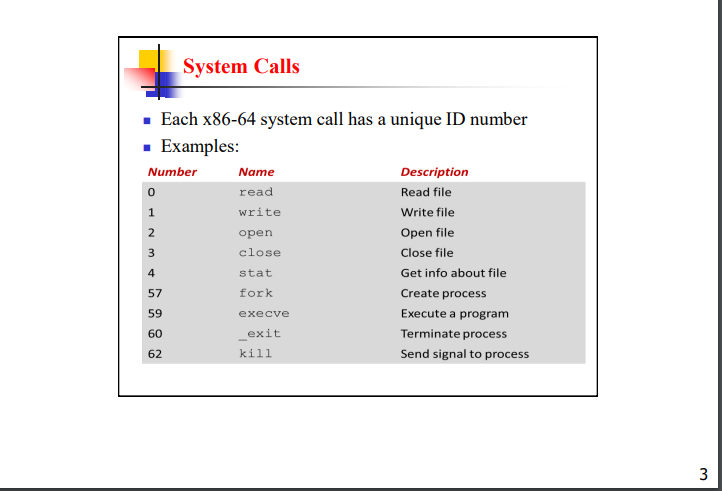 System Calls
Each x86-64 system call has a unique ID number
Examples:
Number Name Description
0 read Read file
1 write Write file
2 open Open file
3 close Close file
4 stat Get info about file
57 fork Create process
59 execve Execute a program
60 _exit Terminate process
62 kill Send signal to process
3